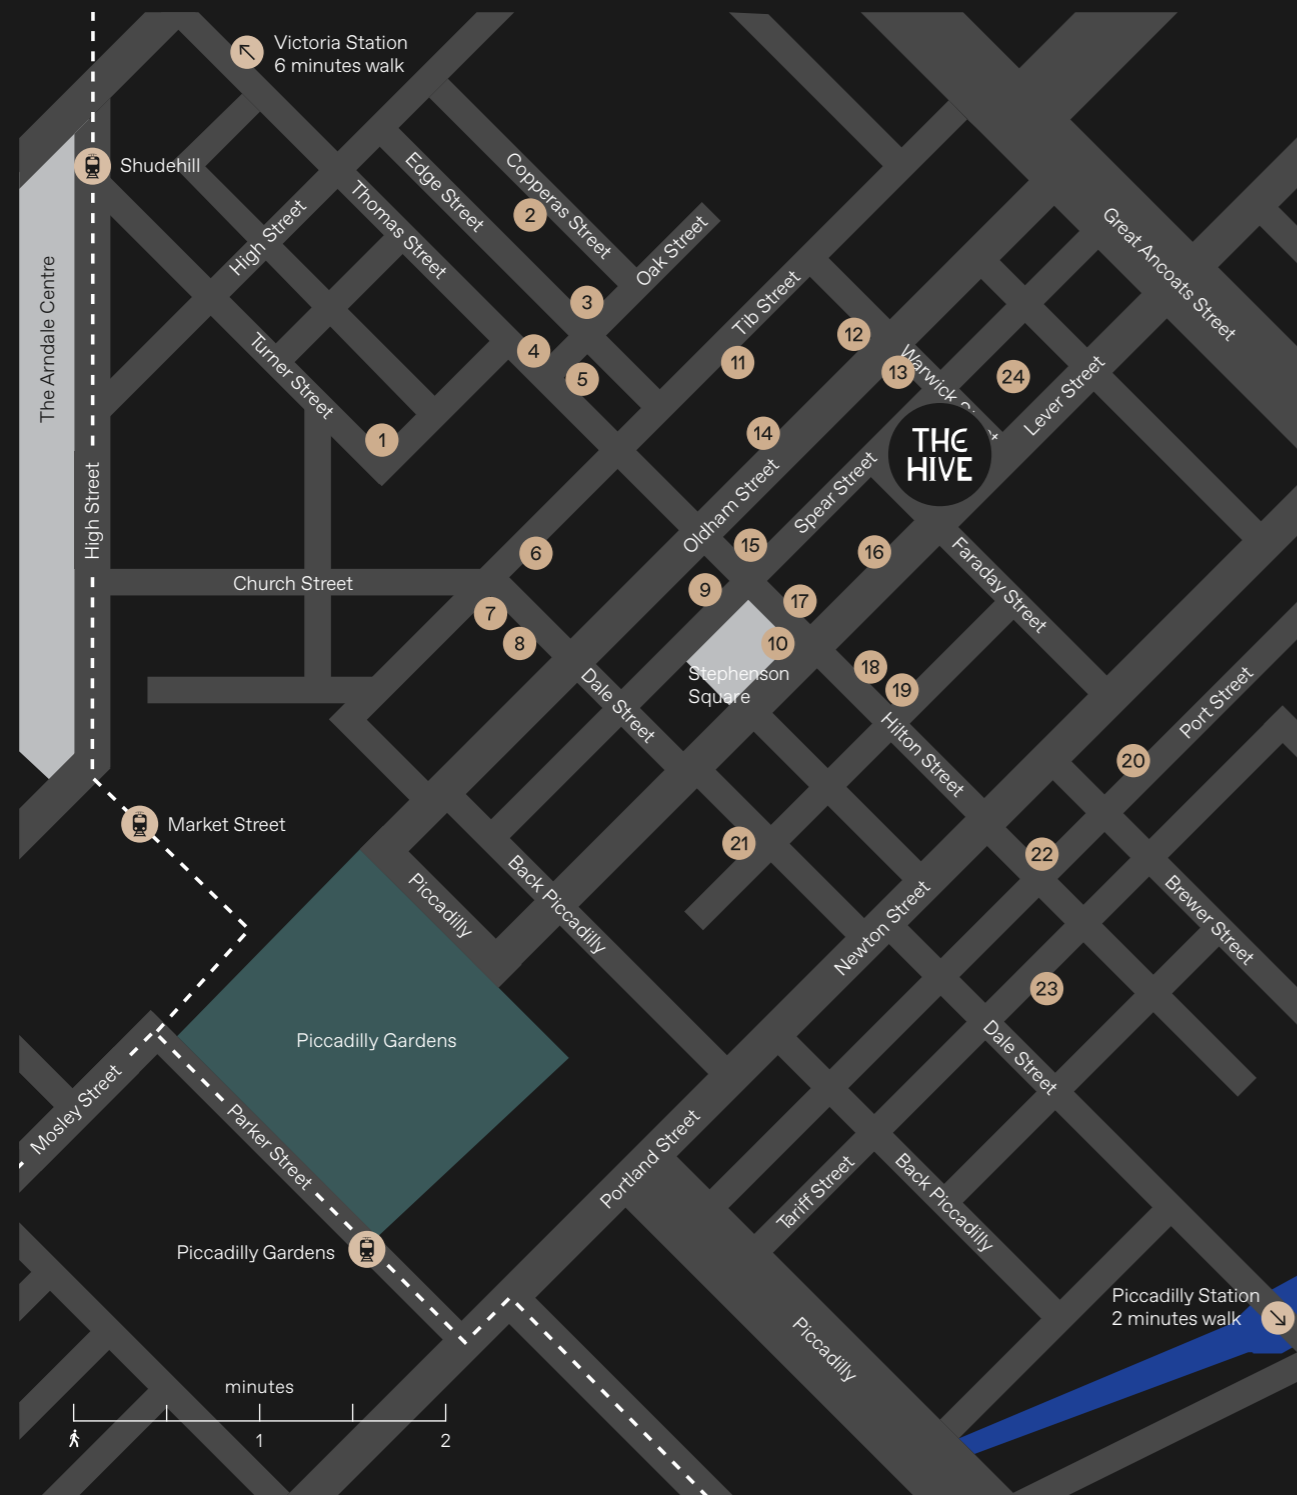 Victoria Station
6 minutes walk
Shudehill
Edge Street
Copperas Street
2
Thomas Street
High Street
Oak Street
Great Ancoats Street
The Arndale Centre
3
Tib Street
12
4
11
Warwick
13
24
5
Turner Street
Lever Street
1
14
THE
HIVE
High Street
Oldham Street
Spear Street
6
15
16
Church Street
Faraday Street
9
17
7
8
10
Stephenson
Square
18
19
Dale Street
Port Street
Hilton Street
20
Market Street
21
22
Piccadilly
Back Piccadilly
Newton Street
Brewer Street
23
Piccadilly Gardens
Dale Street
Mosley Street
Parker Street
Portland Street
Tariff Street
Back Piccadilly
Piccadilly Gardens
Piccadilly Station
2 minutes walk
Piccadilly
minutes
1
2